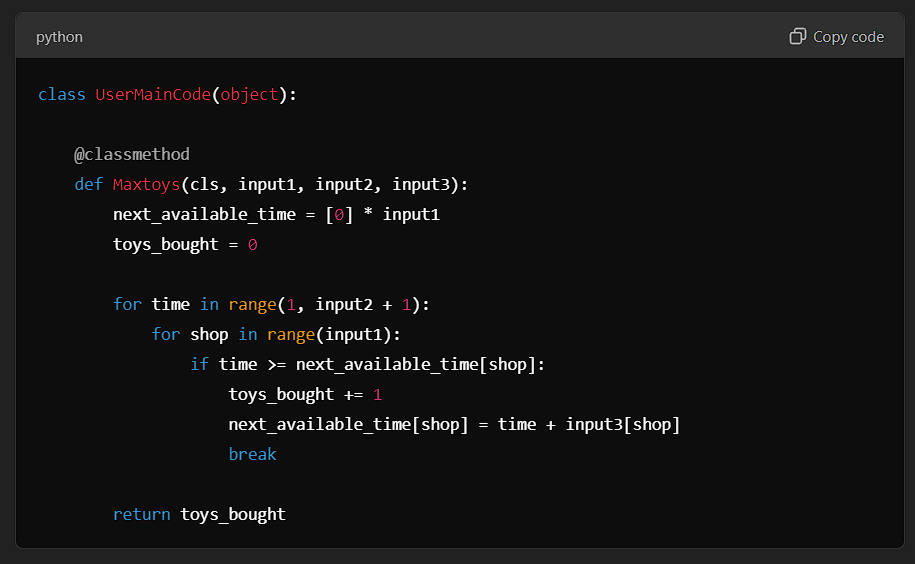 python
Copy code
class UserMainCode(object):
@classmethod
def Maxtoys(cls, input1, input2, input3):
next_available_time = [0] * input1
toys_bought = 0
for time in range(1, input2 + 1):
for shop in range(input1):
if time >= next_available_time[shop]:
toys_bought += 1
next_available_time[shop] = time + input3[shop]
break
return toys_bought